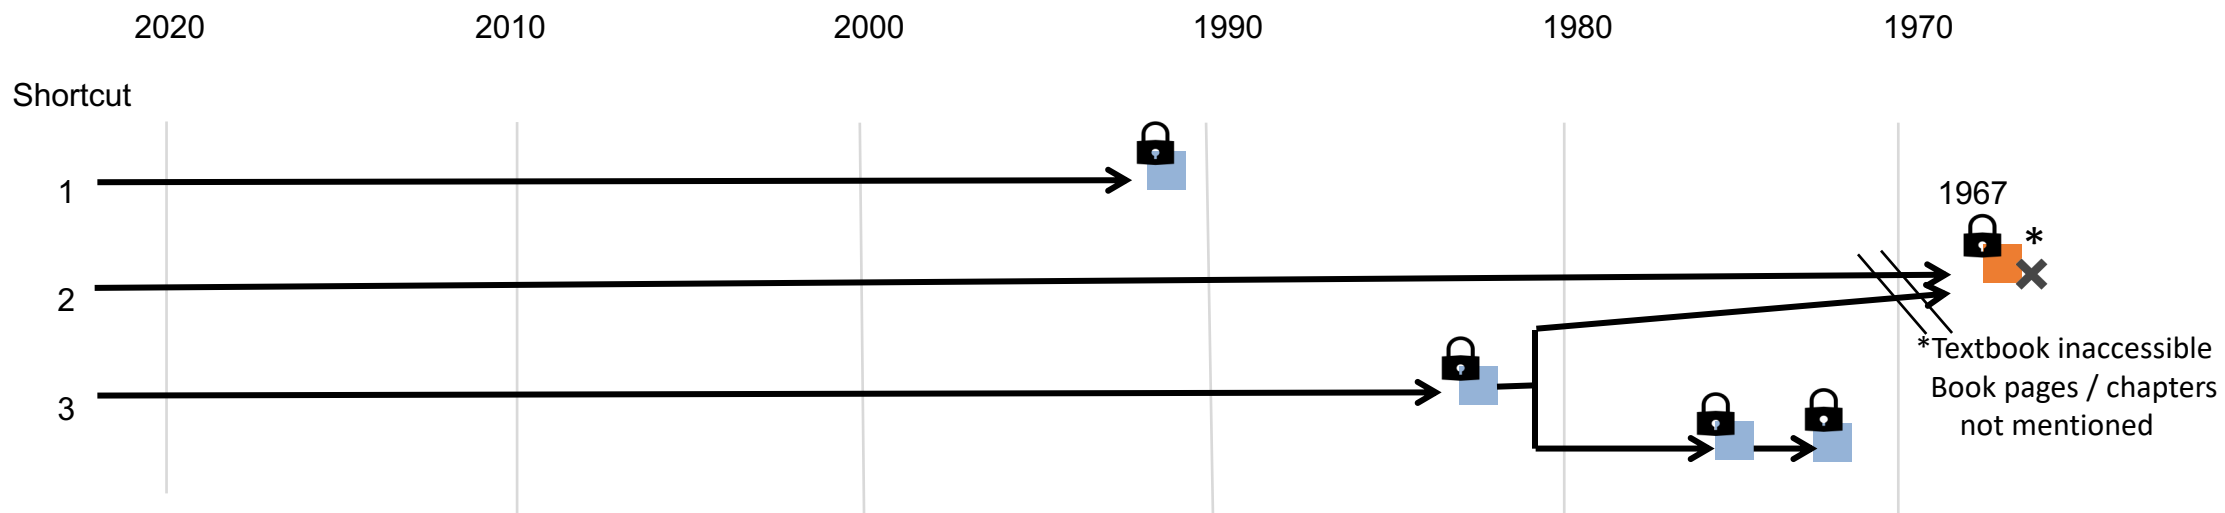 2020 2010 2000 1990 1980 1970
Shortcut
1
1967
*
2
*Textbook inaccessible
Book pages / chapters
not mentioned
3